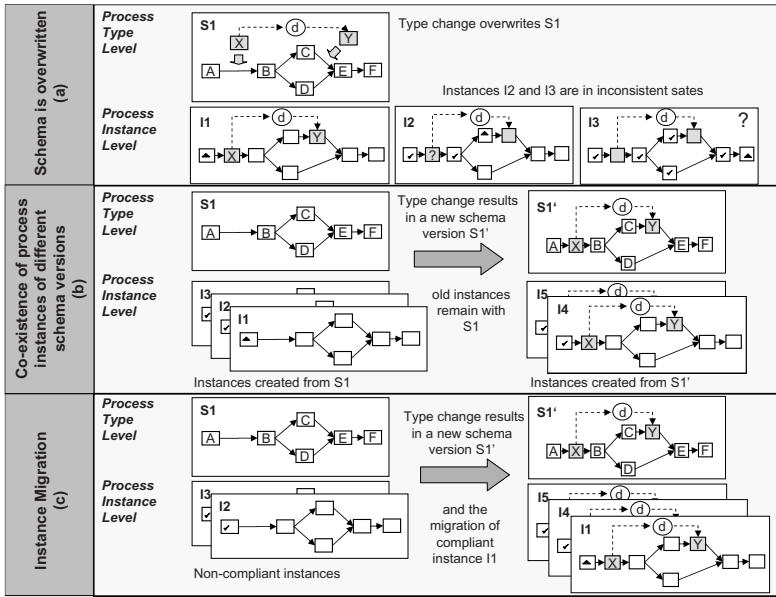 Schema is overwritten
(a)
Process
Type
Level
S1
X
d
Y
A
B
C
D
E
F
Type change overwrites S1
Instances I2 and I3 are in inconsistent sates
Process
Instance
Level
I1
d
X
Y
I2
d
?
I3
d
?
Co-existence of process
instances of different
schema versions
(b)
Process
Type
Level
S1
A
B
C
D
E
F
Type change results
in a new schema
version S1’
S1‘
d
A
X
B
C
Y
D
E
F
Process
Instance
Level
I3
I2
I1
old instances
remain with
S1
I5
d
I4
d
X
Y
Instances created from S1
Instances created from S1’
Instance Migration
(c)
Process
Type
Level
S1
A
B
C
D
E
F
Type change results
in a new schema
version S1’
S1‘
d
A
X
B
C
Y
D
E
F
Process
Instance
Level
I3
I2
and the
migration of
compliant
instance I1
I5
d
I4
d
I1
d
X
Y
Non-compliant instances